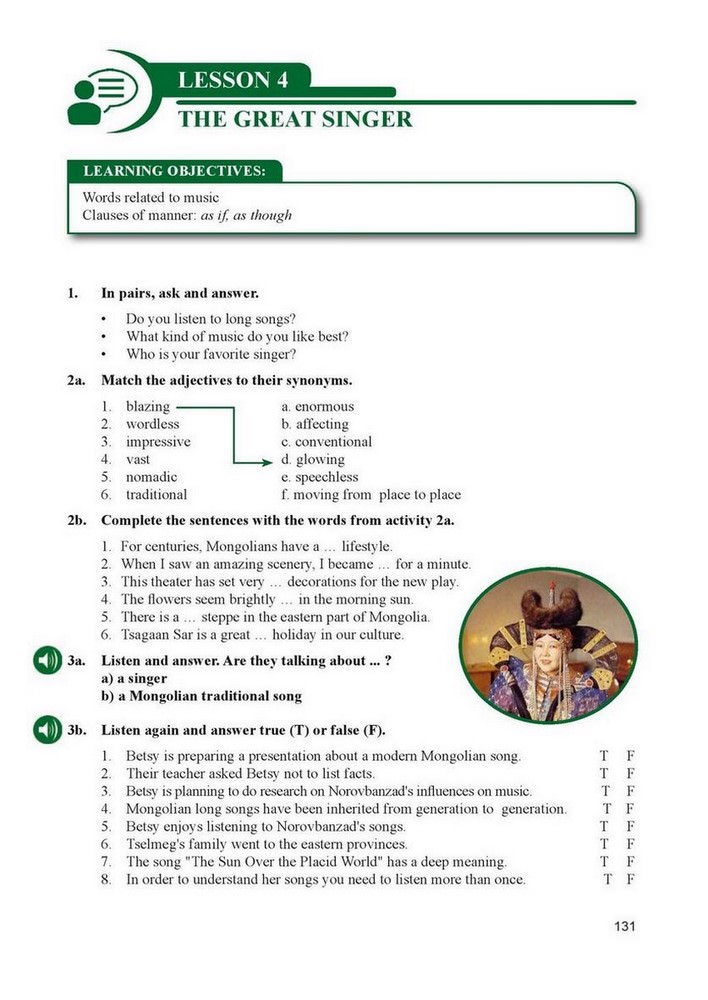 LESSON 4
THE GREAT SINGER
LEARNING OBJECTIVES:
Words related to music
Clauses of manner: as if, as though
1. In pairs, ask and answer.
• Do you listen to long songs?
• What kind of music do you like best?
• Who is your favorite singer?
2a. Match the adjectives to their synonyms.
1. blazing a. enormous
2. wordless b. affecting
3. impressive c. conventional
4. vast d. glowing
5. nomadic e. speechless
6. traditional f. moving from place to place
2b. Complete the sentences with the words from activity 2a.
1. For centuries, Mongolians have a … lifestyle.
2. When I saw an amazing scenery, I became … for a minute.
3. This theater has set very … decorations for the new play.
4. The flowers seem brightly … in the morning sun.
5. There is a … steppe in the eastern part of Mongolia.
6. Tsagaan Sar is a great … holiday in our culture.
3a. Listen and answer. Are they talking about ... ?
a) a singer
b) a Mongolian traditional song
3b. Listen again and answer true (T) or false (F).
1. Betsy is preparing a presentation about a modern Mongolian song. T F
2. Their teacher asked Betsy not to list facts. T F
3. Betsy is planning to do research on Norovbanzad's influences on music. T F
4. Mongolian long songs have been inherited from generation to generation. T F
5. Betsy enjoys listening to Norovbanzad's songs. T F
6. Tselmeg's family went to the eastern provinces. T F
7. The song "The Sun Over the Placid World" has a deep meaning. T F
8. In order to understand her songs you need to listen more than once. T F
131